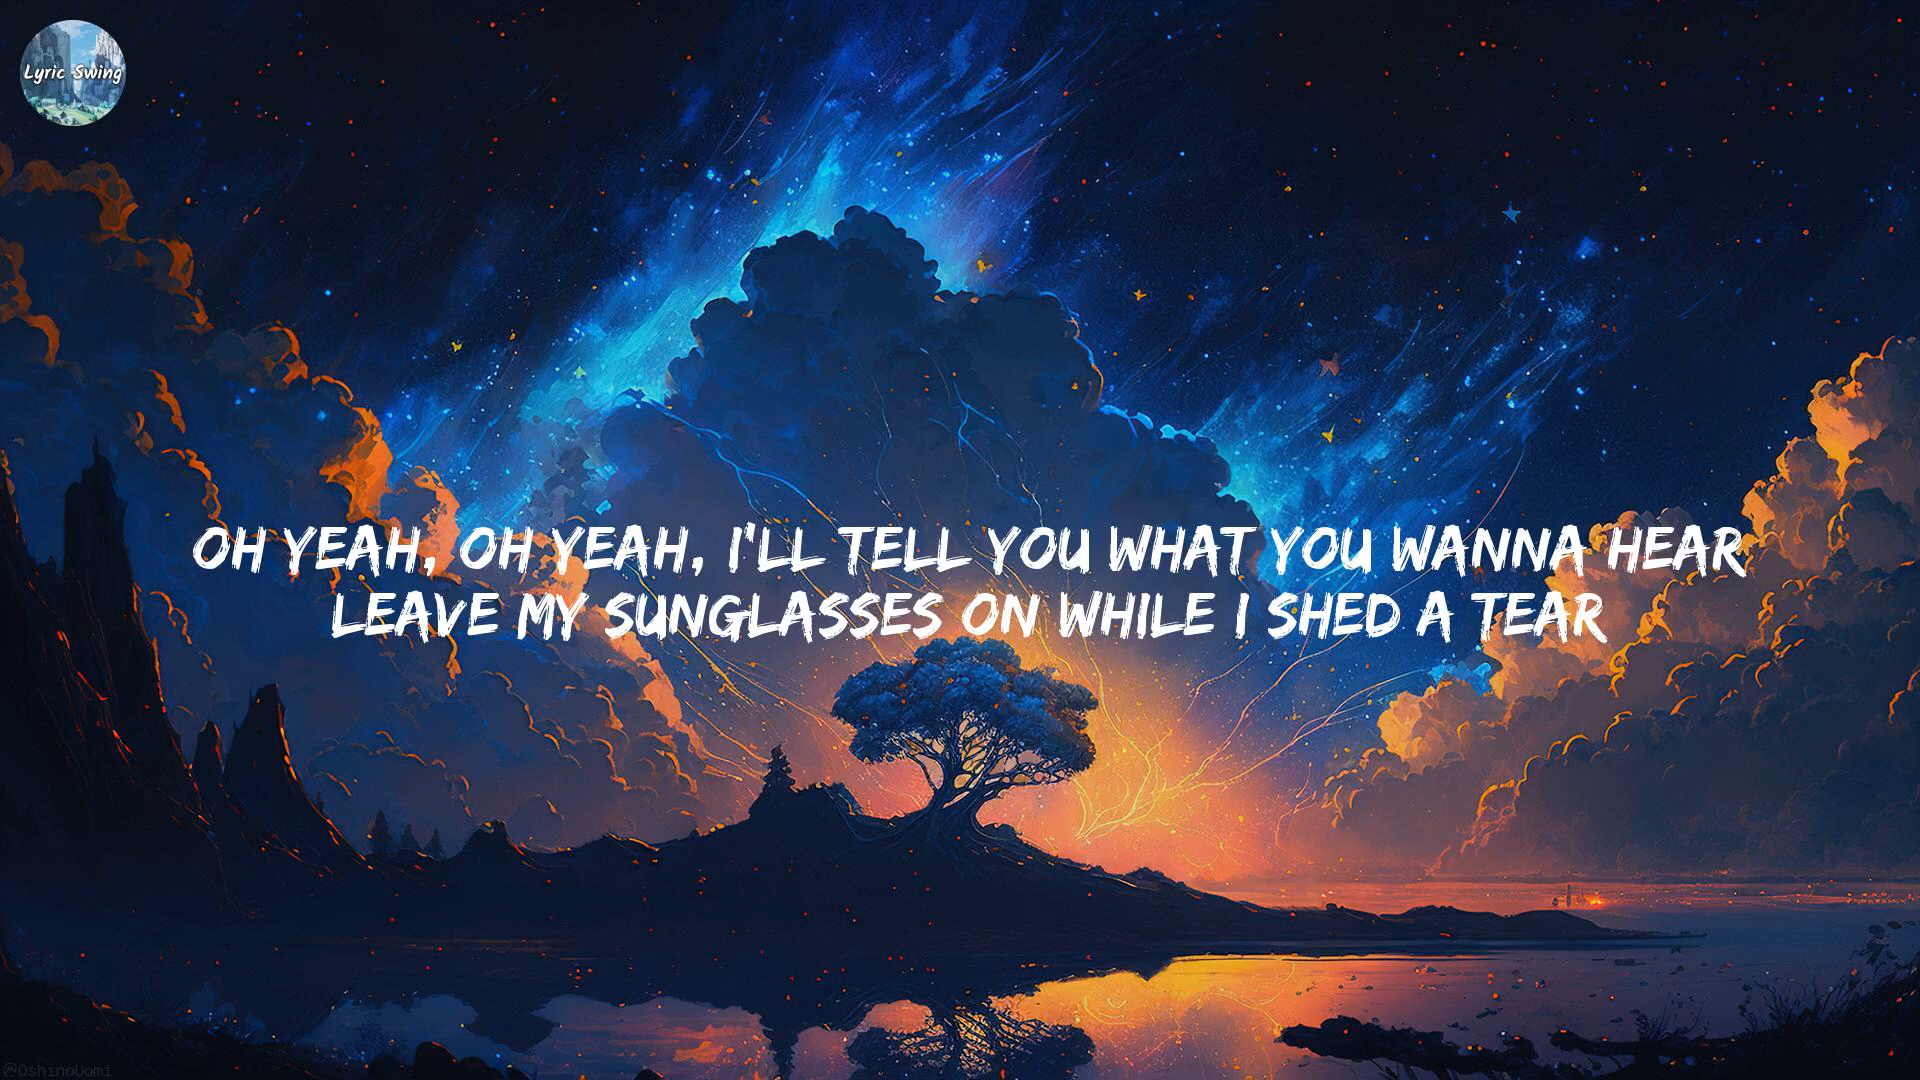 Lyric Swing
OH YEAH, OH YEAH, I'LL TELL YOU WHAT YOU WANNA HEAR
LEAVE MY SUNGLASSES ON WHILE I SHED A TEAR
@OshinoUomi